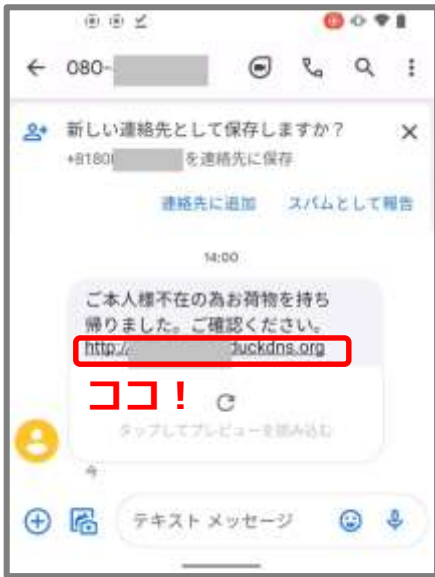 080-
新しい連絡先として保存しますか？
+8180 を連絡先に保存
連絡先に追加 スパムとして報告
14:00
ご本人様不在の為お荷物を持ち
帰りました。ご確認ください。
http:// duckdns.org
ココ！
タップしてプレビューを読み込む
今
テキスト メッセージ